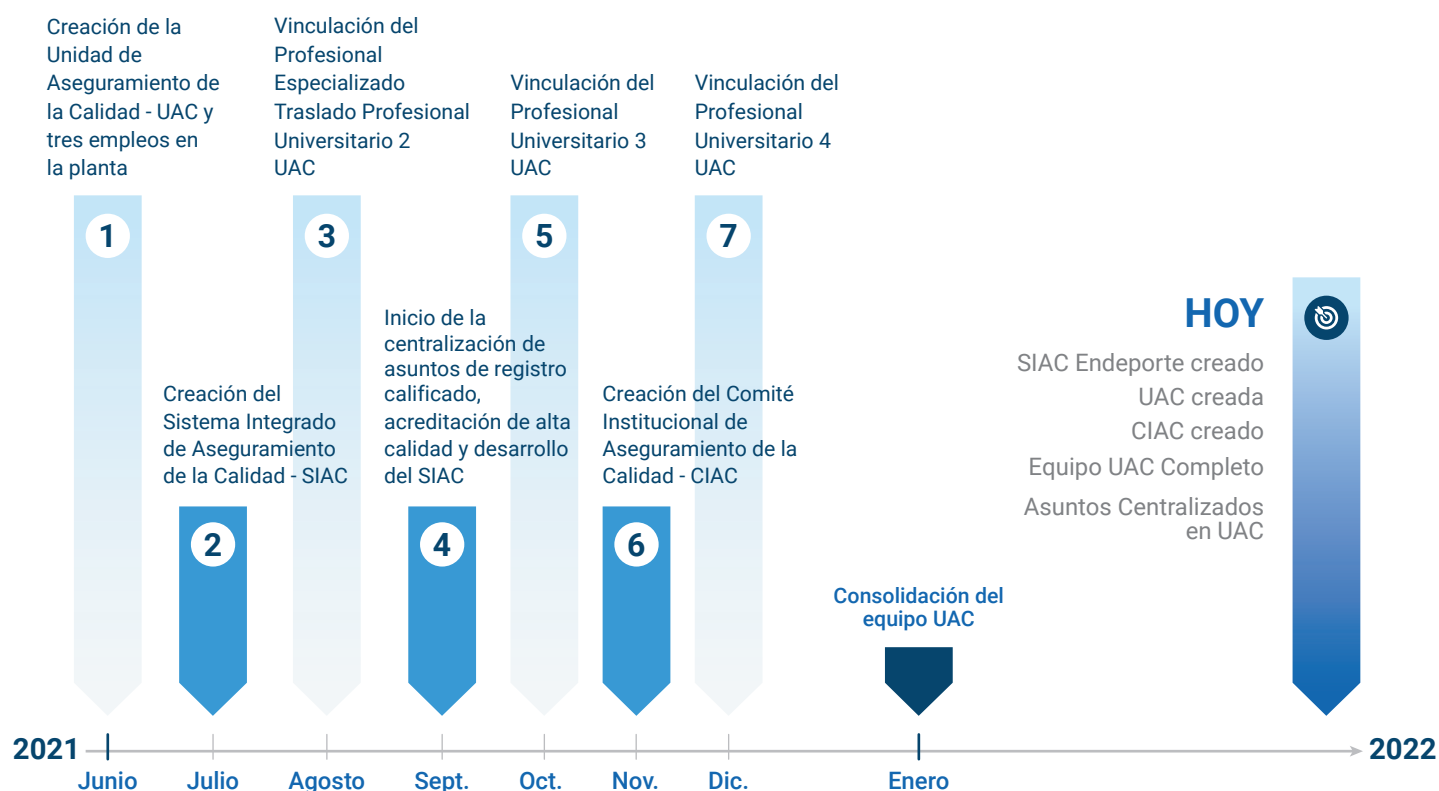 Creación de la
Unidad de
Aseguramiento de
la Calidad - UAC y
tres empleos en
la planta
1
Creación del
Sistema Integrado
de Aseguramiento
de la Calidad - SIAC
2
Vinculación del
Profesional
Especializado
Traslado Profesional
Universitario 2
UAC
3
Inicio de la
centralización de
asuntos de registro
calificado,
acreditación de alta
calidad y desarrollo
del SIAC
4
Vinculación del
Profesional
Universitario 3
UAC
5
Creación del Comité
Institucional de
Aseguramiento de la
Calidad - CIAC
6
Vinculación del
Profesional
Universitario 4
UAC
7
Consolidación del
equipo UAC
HOY
SIAC Endeporte creado
UAC creada
CIAC creado
Equipo UAC Completo
Asuntos Centralizados
en UAC
2021
Junio
Julio
Agosto
Sept.
Oct.
Nov.
Dic.
Enero
2022